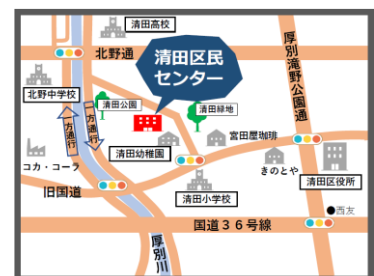 清田高校
北野通
清田区民
センター
厚別滝野公園通
北野中学校
清田公園
清田緑地
一方通行
一方通行
宮田屋珈琲
清田幼稚園
コカ・コーラ
きのとや
清田区役所
旧国道
清田小学校
西友
国道36号線
厚別川